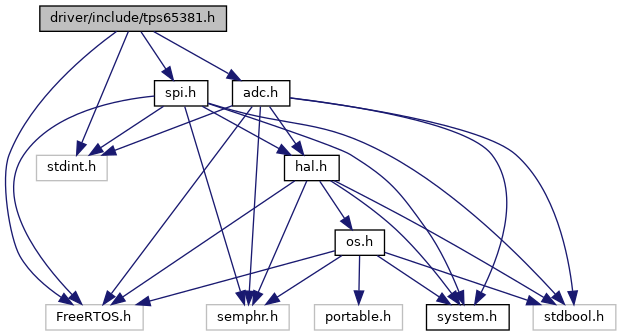 driver/include/tps65381.h
spi.h
adc.h
stdint.h
hal.h
os.h
FreeRTOS.h
semphr.h
portable.h
system.h
stdbool.h